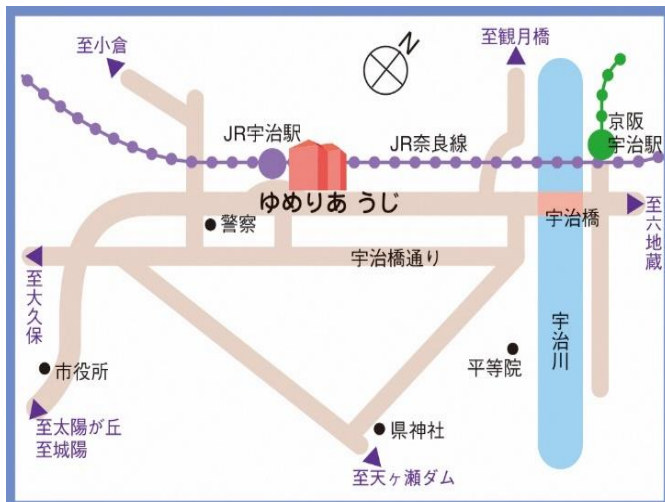 至小倉
N
至観月橋
JR宇治駅
JR奈良線
京阪
宇治駅
ゆめりあ うじ
警察
宇治橋
至六地蔵
宇治橋通り
至大久保
宇治川
市役所
平等院
至太陽が丘
至城陽
県神社
至天ヶ瀬ダム